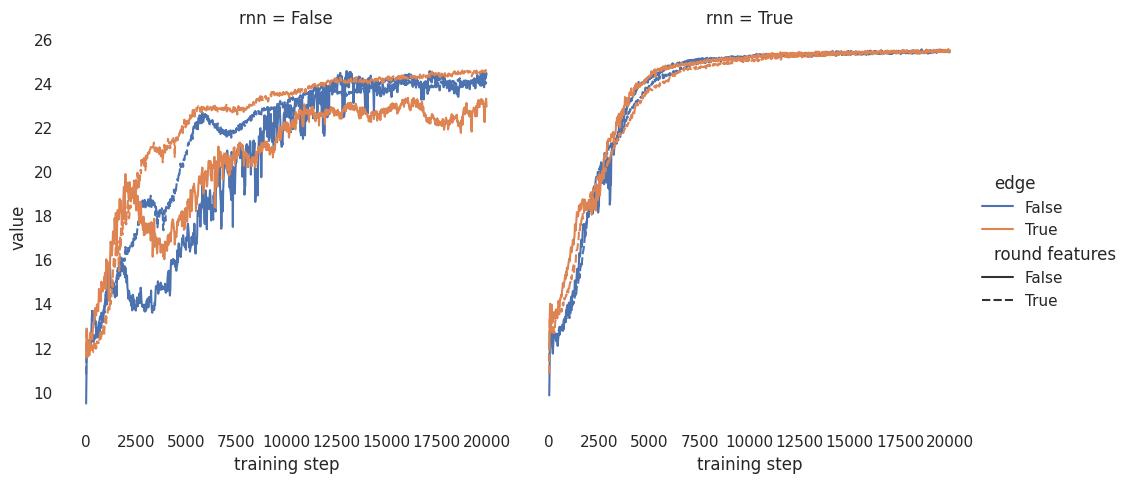 rnn = False
rnn = True
26
24
22
20
18
16
14
12
10
value
0 2500 5000 7500 10000 12500 15000 17500 20000
0 2500 5000 7500 10000 12500 15000 17500 20000
training step
training step
edge
False
True
round features
False
True